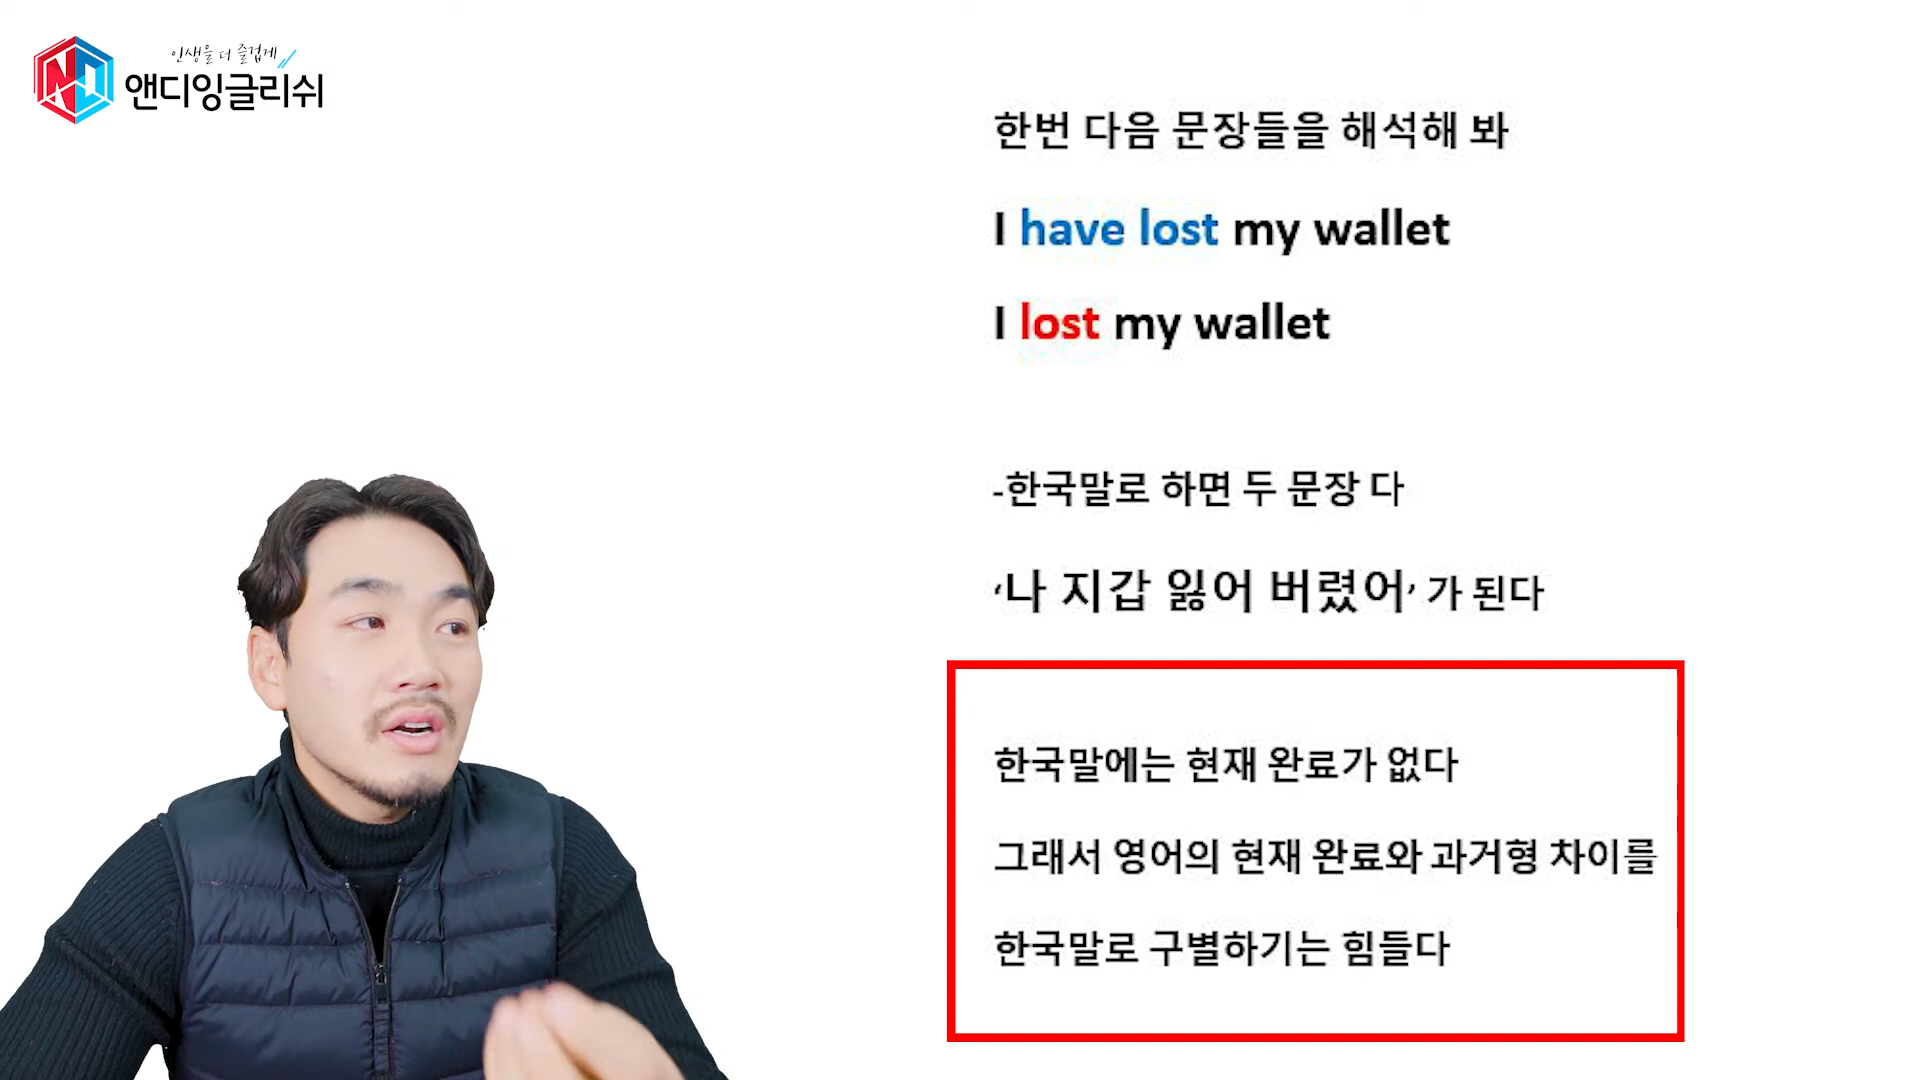 인생을 더 즐겁게
앤디잉글리쉬
한번 다음 문장들을 해석해 봐
I have lost my wallet
I lost my wallet
-한국말로 하면 두 문장 다
‘나 지갑 잃어 버렸어’ 가 된다
한국말에는 현재 완료가 없다
그래서 영어의 현재 완료와 과거형 차이를
한국말로 구별하기는 힘들다